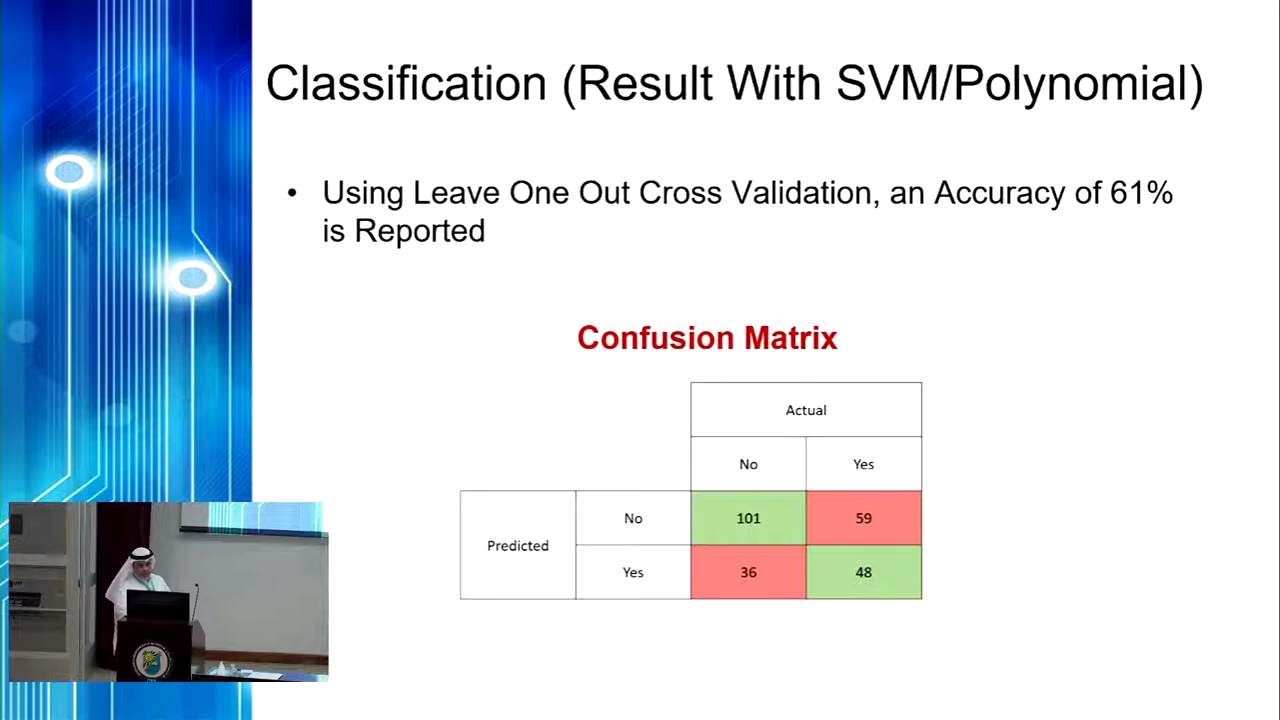 Classification (Result With SVM/Polynomial)
• Using Leave One Out Cross Validation, an Accuracy of 61%
is Reported
Confusion Matrix
Actual
No Yes
Predicted
No 101 59
Yes 36 48